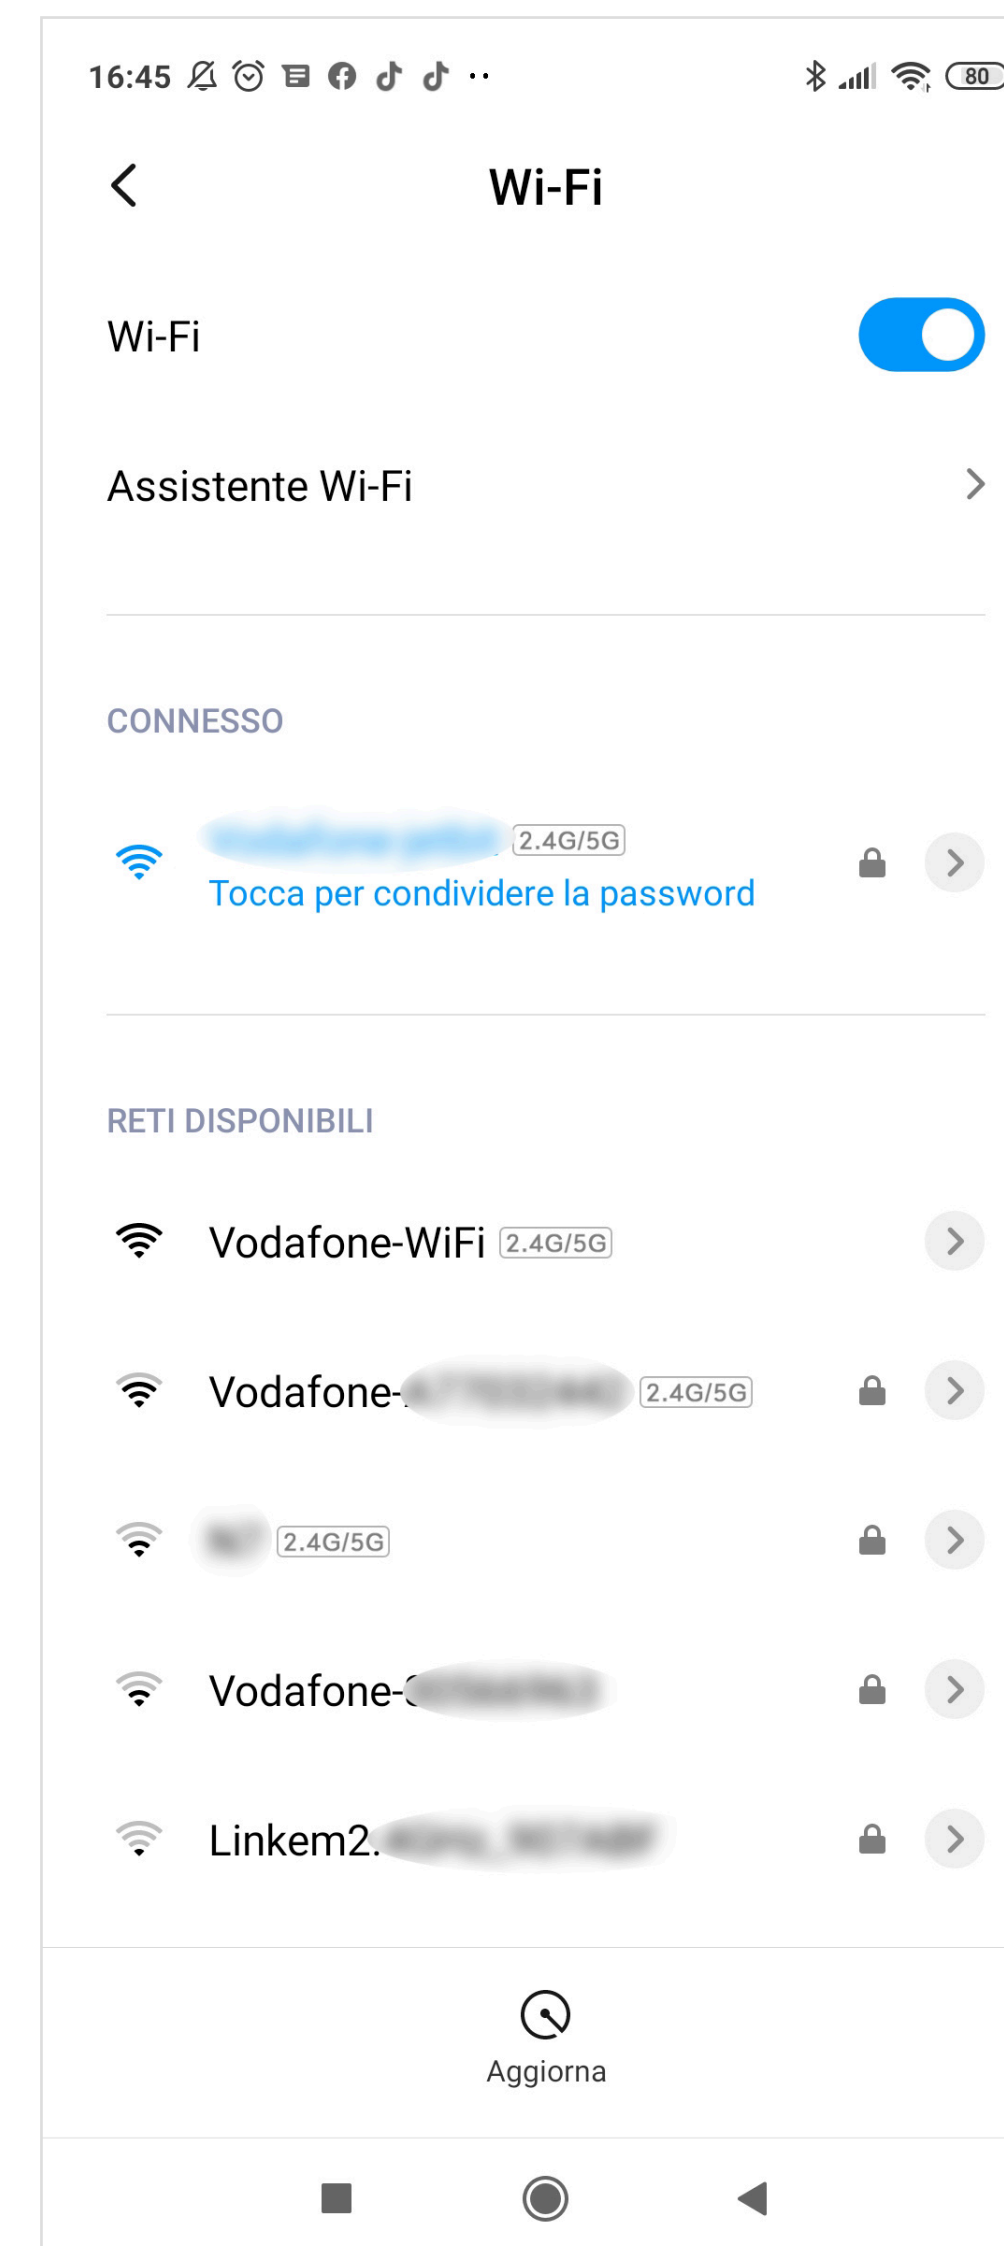 16:45
80
Wi-Fi
Wi-Fi
Assistente Wi-Fi
CONNESSO
2.4G/5G
Tocca per condividere la password
RETI DISPONIBILI
Vodafone-WiFi 2.4G/5G
Vodafone- 2.4G/5G
2.4G/5G
Vodafone-
Linkem2.
Aggiorna